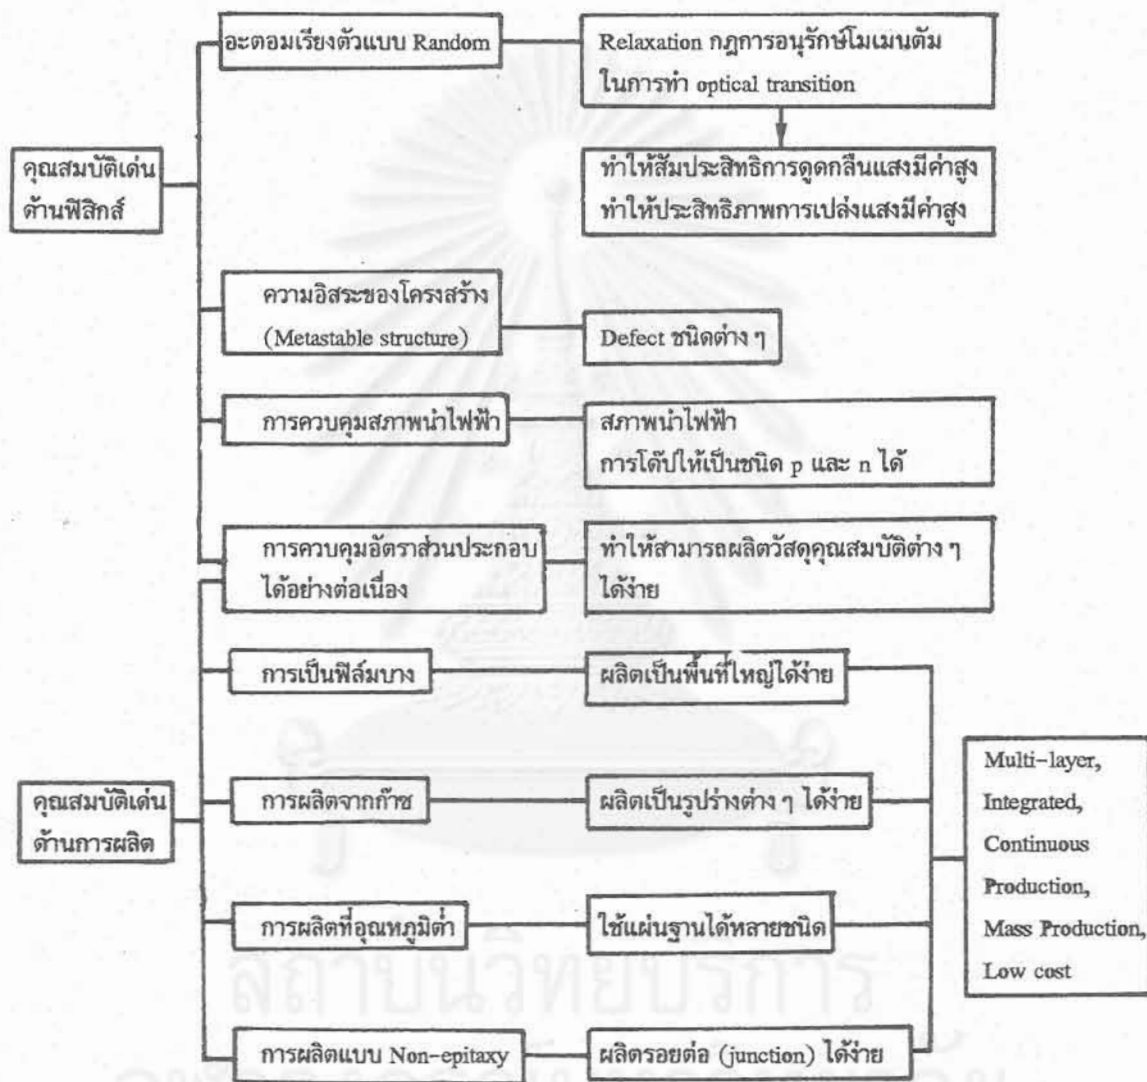 อะตอมเรียงตัวแบบ Random
Relaxation กฎการอนุรักษ์โมเมนตัม
ในการทำ optical transition
คุณสมบัติเด่น
ด้านฟิสิกส์
ทำให้สัมประสิทธิการดูดกลืนแสงมีค่าสูง
ทำให้ประสิทธิภาพการเปล่งแสงมีค่าสูง
ความอิสระของโครงสร้าง
(Metastable structure)
Defect ชนิดต่าง ๆ
การควบคุมสภาพนำไฟฟ้า
สภาพนำไฟฟ้า
การโด๊ปให้เป็นชนิด p และ n ได้
การควบคุมอัตราส่วนประกอบ
ได้อย่างต่อเนื่อง
ทำให้สามารถผลิตวัสดุคุณสมบัติต่าง ๆ
ได้ง่าย
การเป็นฟิล์มบาง
ผลิตเป็นพื้นที่ใหญ่ได้ง่าย
คุณสมบัติเด่น
ด้านการผลิต
การผลิตจากก๊าซ
ผลิตเป็นรูปร่างต่าง ๆ ได้ง่าย
การผลิตที่อุณหภูมิต่ำ
ใช้แผ่นฐานได้หลายชนิด
การผลิตแบบ Non-epitaxy
ผลิตรอยต่อ (junction) ได้ง่าย
Multi-layer,
Integrated,
Continuous
Production,
Mass Production,
Low cost
สถาบันวิทยบริการ